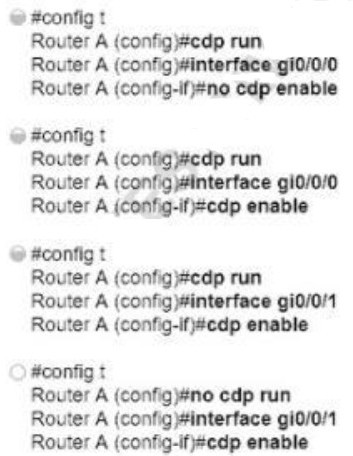 #config t
Router A (config)#cdp run
Router A (config)#interface gi0/0/0
Router A (config-if)#no cdp enable
#config t
Router A (config)#cdp run
Router A (config)#interface gi0/0/0
Router A (config-if)#cdp enable
#config t
Router A (config)#cdp run
Router A (config)#interface gi0/0/1
Router A (config-if)#cdp enable
#config t
Router A (config)#no cdp run
Router A (config)#interface gi0/0/1
Router A (config-if)#cdp enable